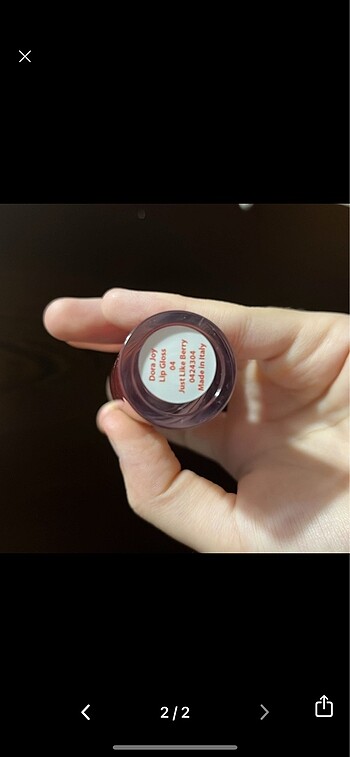 Dora Joy
Lip Gloss
04
Just Like Berry
0424304
Made in Italy
2/2